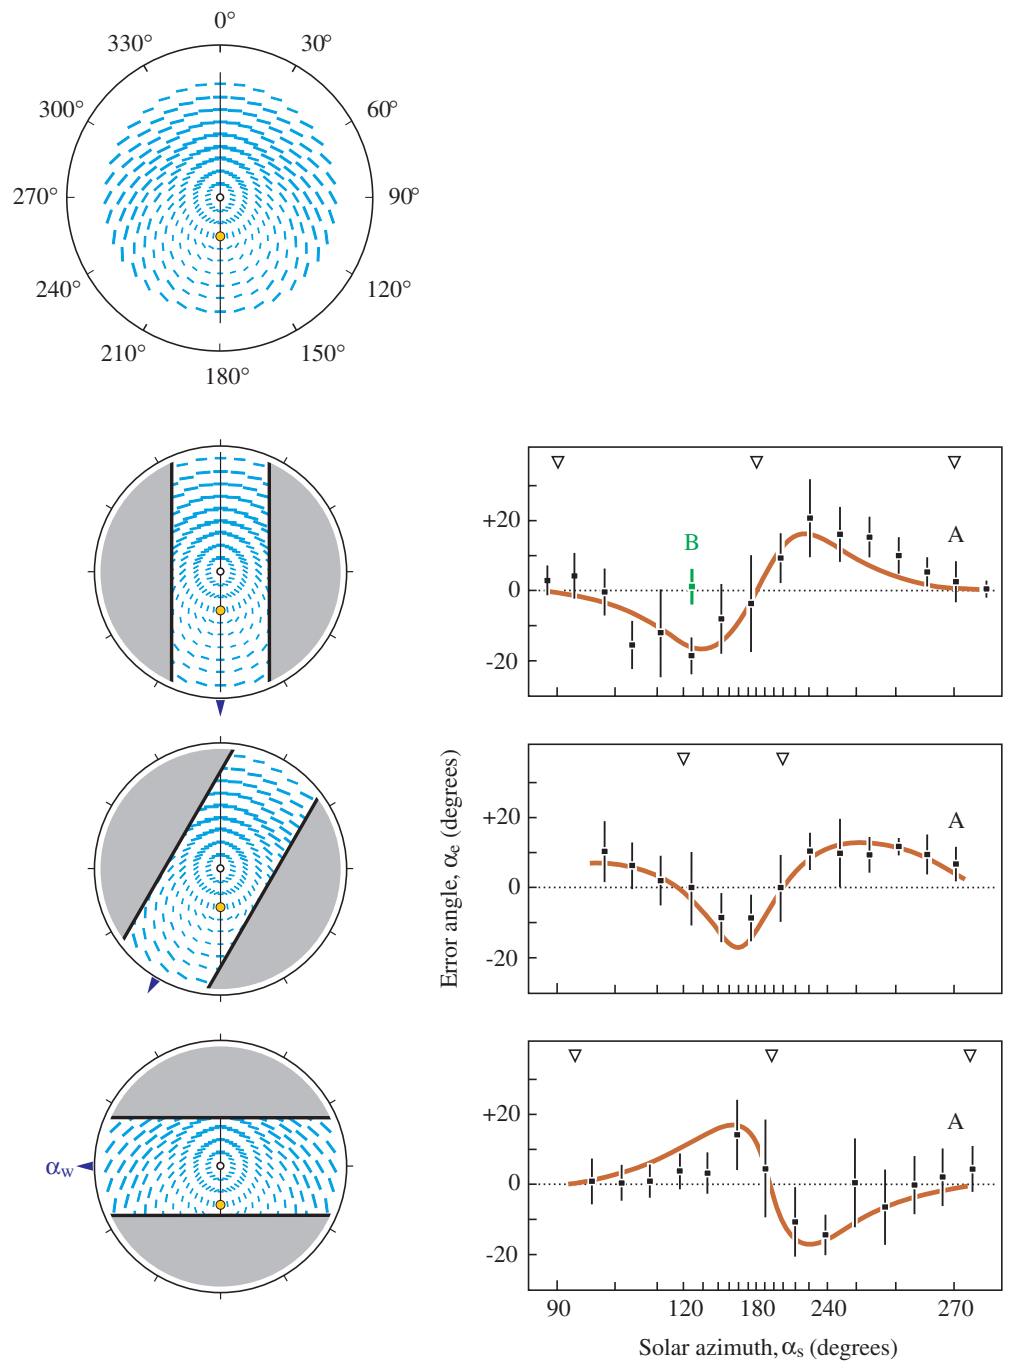 0°
330° 30°
300° 60°
270° 90°
240° 120°
210° 150°
180°
+20
0
-20
B
A
+20
0
-20
A
Error angle, αe (degrees)
αw
+20
0
-20
A
90 120 180 240 270
Solar azimuth, αs (degrees)